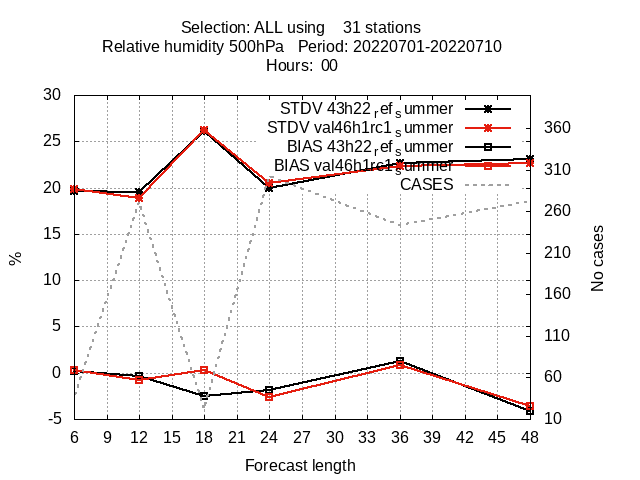 Selection: ALL using    31 stations
Relative humidity 500hPa   Period: 20220701-20220710
Hours:  00
STDV 43h22_ref_summer
STDV val46h1rc1_summer
BIAS 43h22_ref_summer
BIAS val46h1rc1_summer
CASES
30
25
20
15
10
5
0
-5
%
360
310
260
210
160
110
60
10
No cases
6 9 12 15 18 21 24 27 30 33 36 39 42 45 48
Forecast length